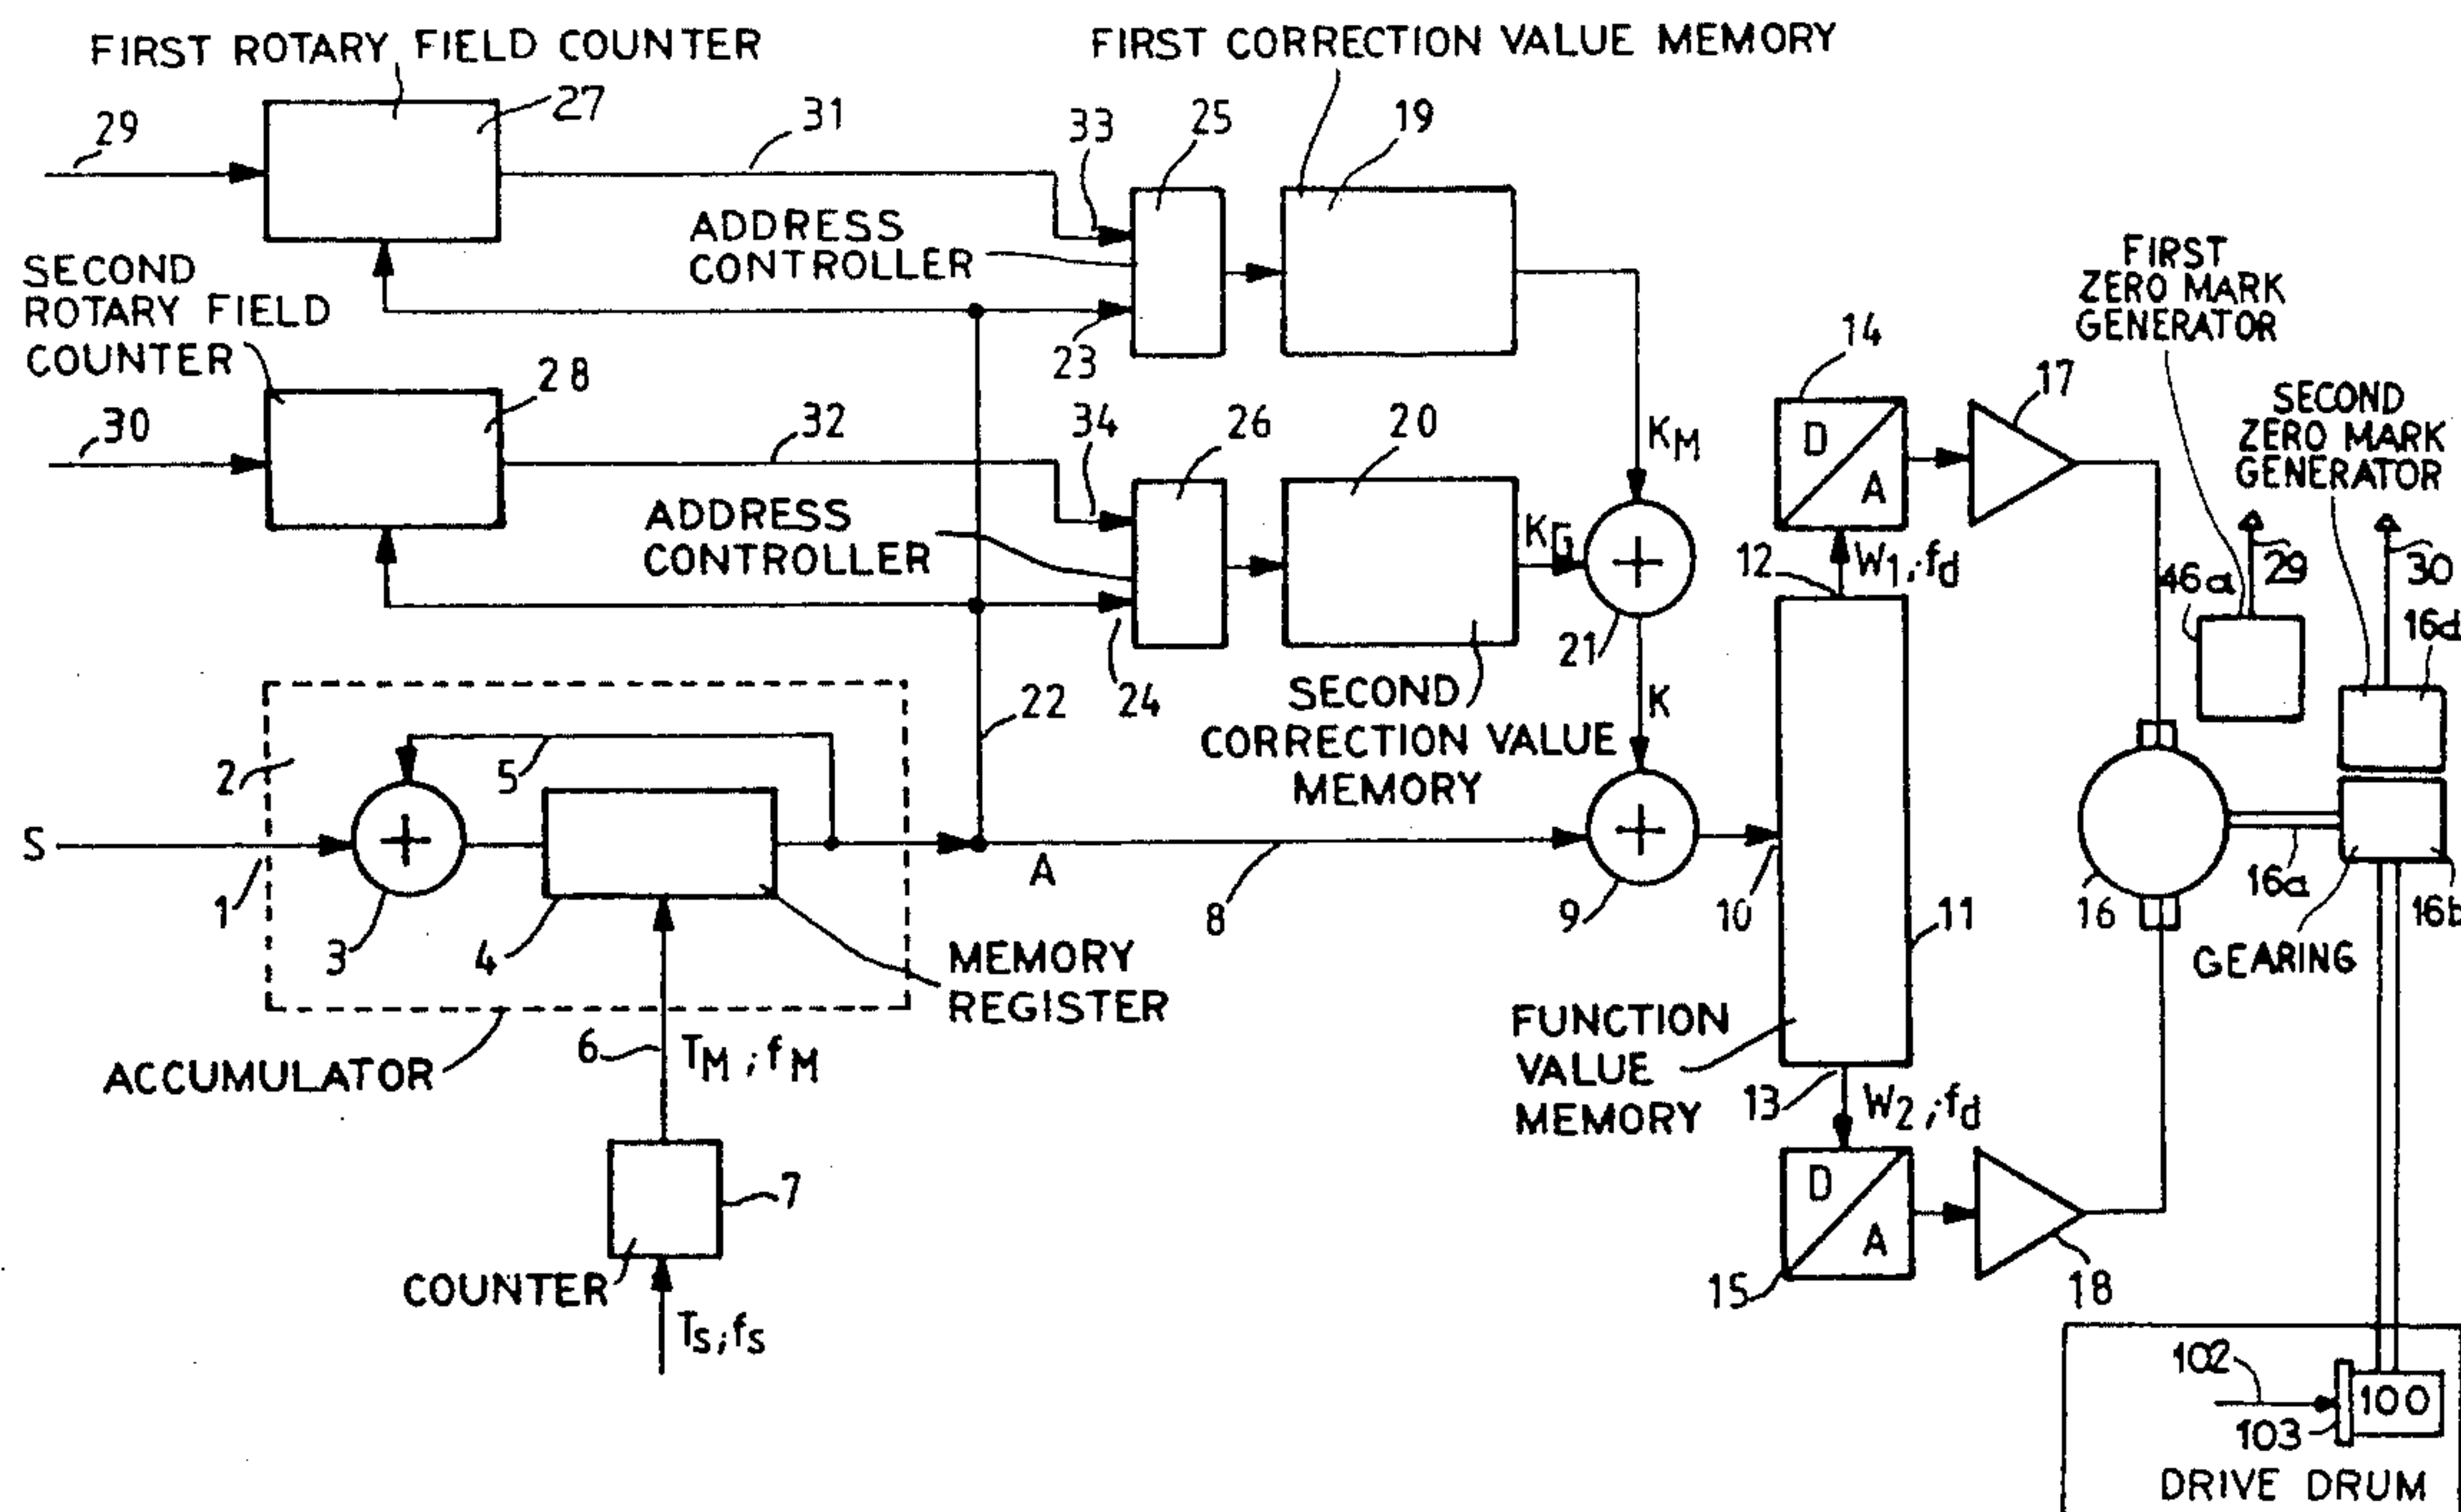 FIRST ROTARY FIELD COUNTER
FIRST CORRECTION VALUE MEMORY
27
29
31
33
25
19
ADDRESS
CONTROLLER
23
SECOND
ROTARY FIELD
COUNTER
28
30
32
34
26
20
ADDRESS
CONTROLLER
24
KM
KG
+
21
K
SECOND
CORRECTION VALUE
MEMORY
14
D
A
17
12
W1, fd
FIRST
ZERO MARK
GENERATOR
SECOND
ZERO MARK
GENERATOR
46a
29
30
16d
2
5
22
S
1
+
3
4
A
8
+
9
10
11
16
16a
16b
GEARING
MEMORY
REGISTER
ACCUMULATOR
6
TM, fM
FUNCTION
VALUE
MEMORY
13
W2, fd
7
COUNTER
TS, fS
D
A
15
18
102
100
103
DRIVE DRUM